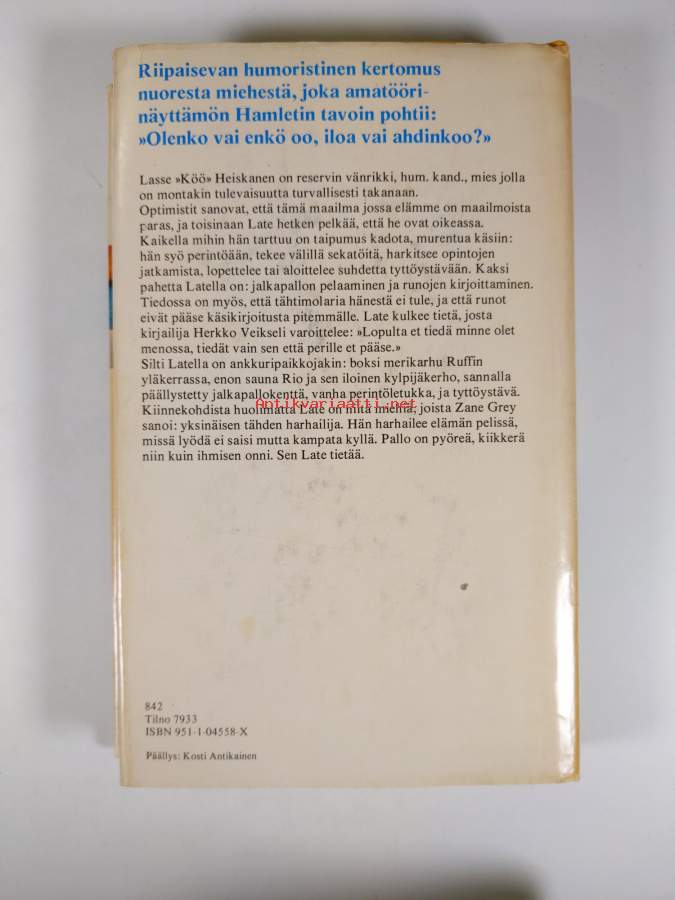 Riipaisevan humoristinen kertomus
nuoresta miehestä, joka amatööri-
näyttämön Hamletin tavoin pohtii:
»Olenko vai enkö oo, iloa vai ahdinkoo?»
Lasse »Köö» Heiskanen on reservin vänrikki, hum. kand., mies jolla
on montakin tulevaisuutta turvallisesti takanaan.
Optimistit sanovat, että tämä maailma jossa elämme on maailmoista
paras, ja toisinaan Late hetken pelkää, että he ovat oikeassa.
Kaikella mihin hän tarttuu on taipumus kadota, murentua käsiin:
hän syö perintöään, tekee välillä sekatöitä, harkitsee opintojen
jatkamista, lopettelee tai aloittelee suhdetta tyttöystävään. Kaksi
pahetta Latella on: jalkapallon pelaaminen ja runojen kirjoittaminen.
Tiedossa on myös, että tähtimolaria hänestä ei tule, ja että runot
eivät pääse käsikirjoitusta pitemmälle. Late kulkee tietä, josta
kirjailija Herkko Veikseli varoittelee: »Lopulta et tiedä minne olet
menossa, tiedät vain sen että perille et pääse.»
Silti Latella on ankkuripaikkojakin: boksi merikarhu Ruffin
yläkerrassa, enon sauna Rio ja sen iloinen kylpijäkerho, sannalla
päällystetty jalkapallokenttä, vanha perintöletukka, ja tyttöystävä.
Antikvariaatti.net
Kiinnekohdista huolimatta Late on niitä miehiä, joista Zane Grey
sanoi: yksinäisen tähden harhailija. Hän harhailee elämän pelissä,
missä lyödä ei saisi mutta kampata kyllä. Pallo on pyöreä, kiikkerä
niin kuin ihmisen onni. Sen Late tietää.
842
Tilno 7933
ISBN 951-1-04558-X
Päällys: Kosti Antikainen